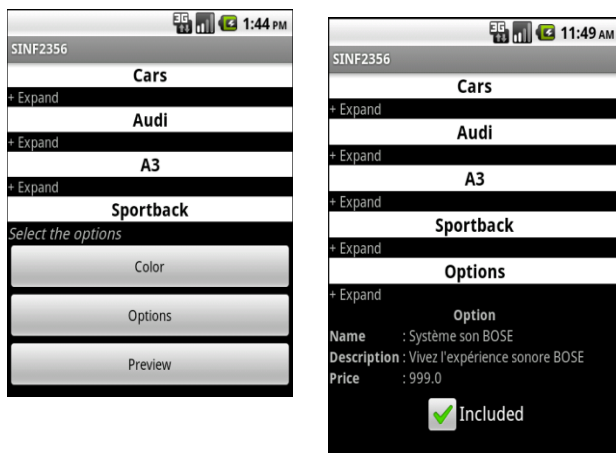 3G 1:44 PM
SINF2356
Cars
+ Expand
Audi
+ Expand
A3
+ Expand
Sportback
Select the options
Color
Options
Preview
3G 11:49 AM
SINF2356
Cars
+ Expand
Audi
+ Expand
A3
+ Expand
Sportback
+ Expand
Options
+ Expand
Option
Name : Système son BOSE
Description : Vivez l'expérience sonore BOSE
Price : 999.0
Included